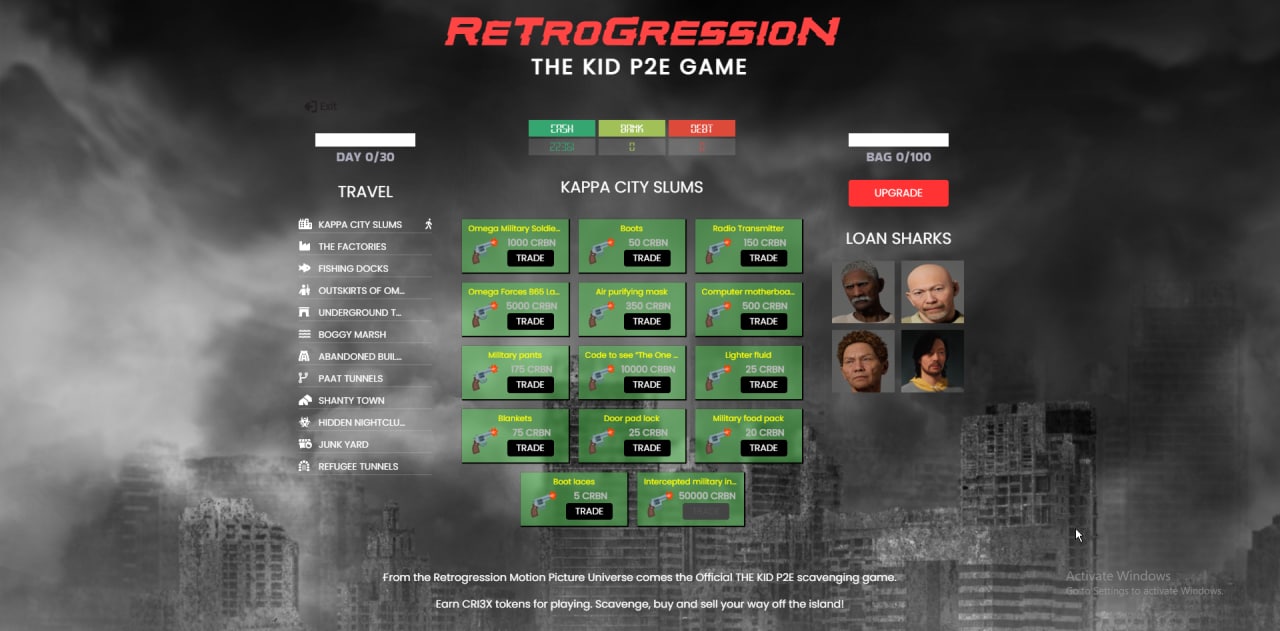 RETROGRESSION
THE KID P2E GAME
Exit
CASH BANK DEBT
22361 0 0
DAY 0/30
BAG 0/100
TRAVEL
KAPPA CITY SLUMS
UPGRADE
KAPPA CITY SLUMS
THE FACTORIES
FISHING DOCKS
OUTSKIRTS OF OM...
UNDERGROUND T...
BOGGY MARSH
ABANDONED BUIL...
PAAT TUNNELS
SHANTY TOWN
HIDDEN NIGHTCLU...
JUNK YARD
REFUGEE TUNNELS
Omega Military Soldie...
1000 CRBN
TRADE
Boots
50 CRBN
TRADE
Radio Transmitter
150 CRBN
TRADE
Omega Forces B65 La...
5000 CRBN
TRADE
Air purifying mask
350 CRBN
TRADE
Computer motherboa...
500 CRBN
TRADE
Military pants
175 CRBN
TRADE
Code to see "The One ...
10000 CRBN
TRADE
Lighter fluid
25 CRBN
TRADE
Blankets
75 CRBN
TRADE
Door pad lock
25 CRBN
TRADE
Military food pack
20 CRBN
TRADE
Boot laces
5 CRBN
TRADE
Intercepted military in...
50000 CRBN
TRADE
LOAN SHARKS
From the Retrogression Motion Picture Universe comes the Official THE KID P2E scavenging game.
Earn CRI3X tokens for playing. Scavenge, buy and sell your way off the island!
Activate Windows
Go to Settings to activate Windows.